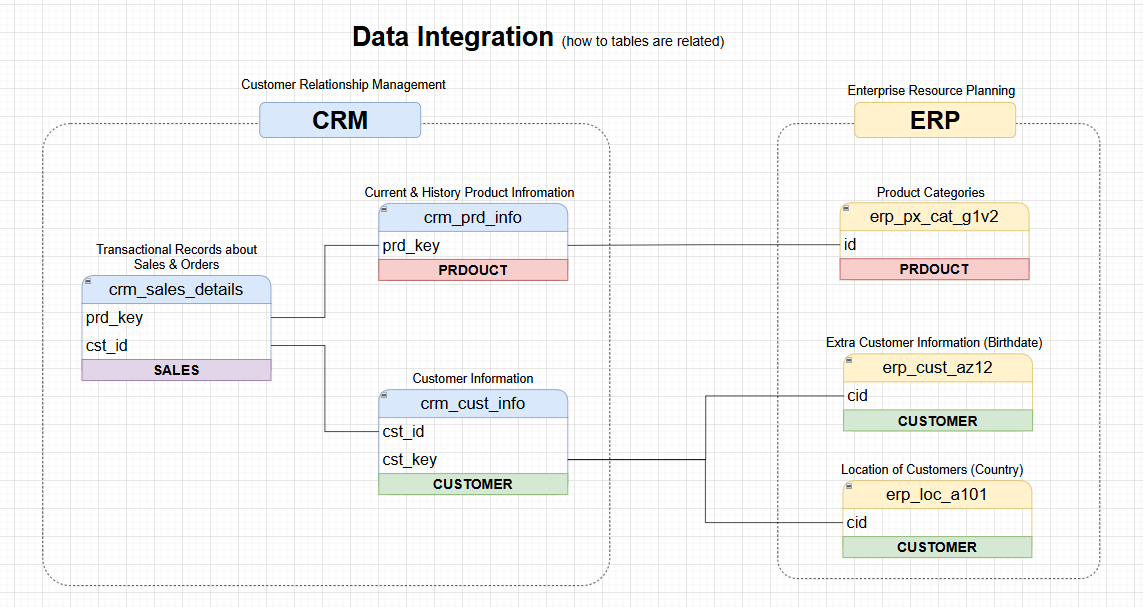 Data Integration (how to tables are related)
Customer Relationship Management
CRM
Transactional Records about
Sales & Orders
crm_sales_details
prd_key
cst_id
SALES
Current & History Product Infromation
crm_prd_info
prd_key
PRDOUCT
Customer Information
crm_cust_info
cst_id
cst_key
CUSTOMER
Enterprise Resource Planning
ERP
Product Categories
erp_px_cat_g1v2
id
PRDOUCT
Extra Customer Information (Birthdate)
erp_cust_az12
cid
CUSTOMER
Location of Customers (Country)
erp_loc_a101
cid
CUSTOMER